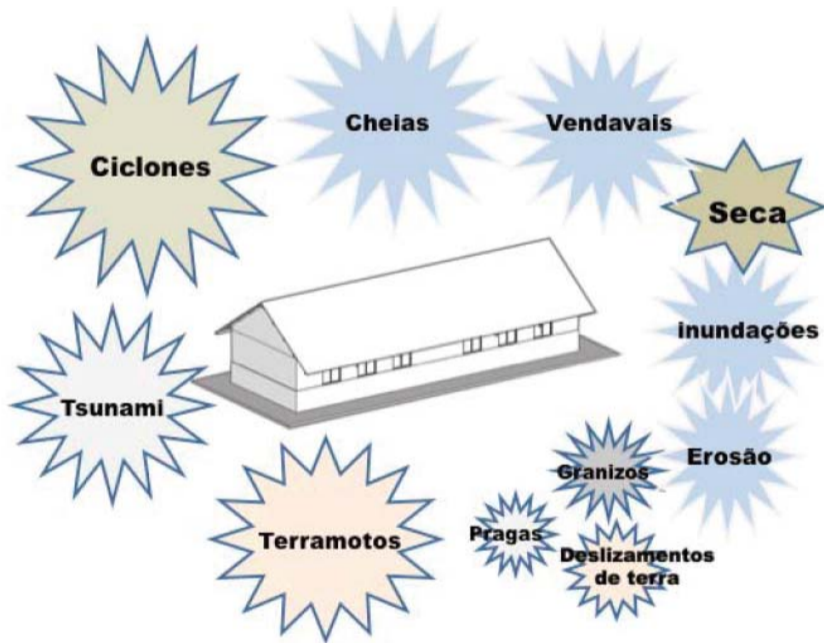 Cheias
Vendavais
Ciclones
Seca
inundações
Tsunami
Erosão
Granizos
Terramotos
Pragas
Deslizamentos
de terra